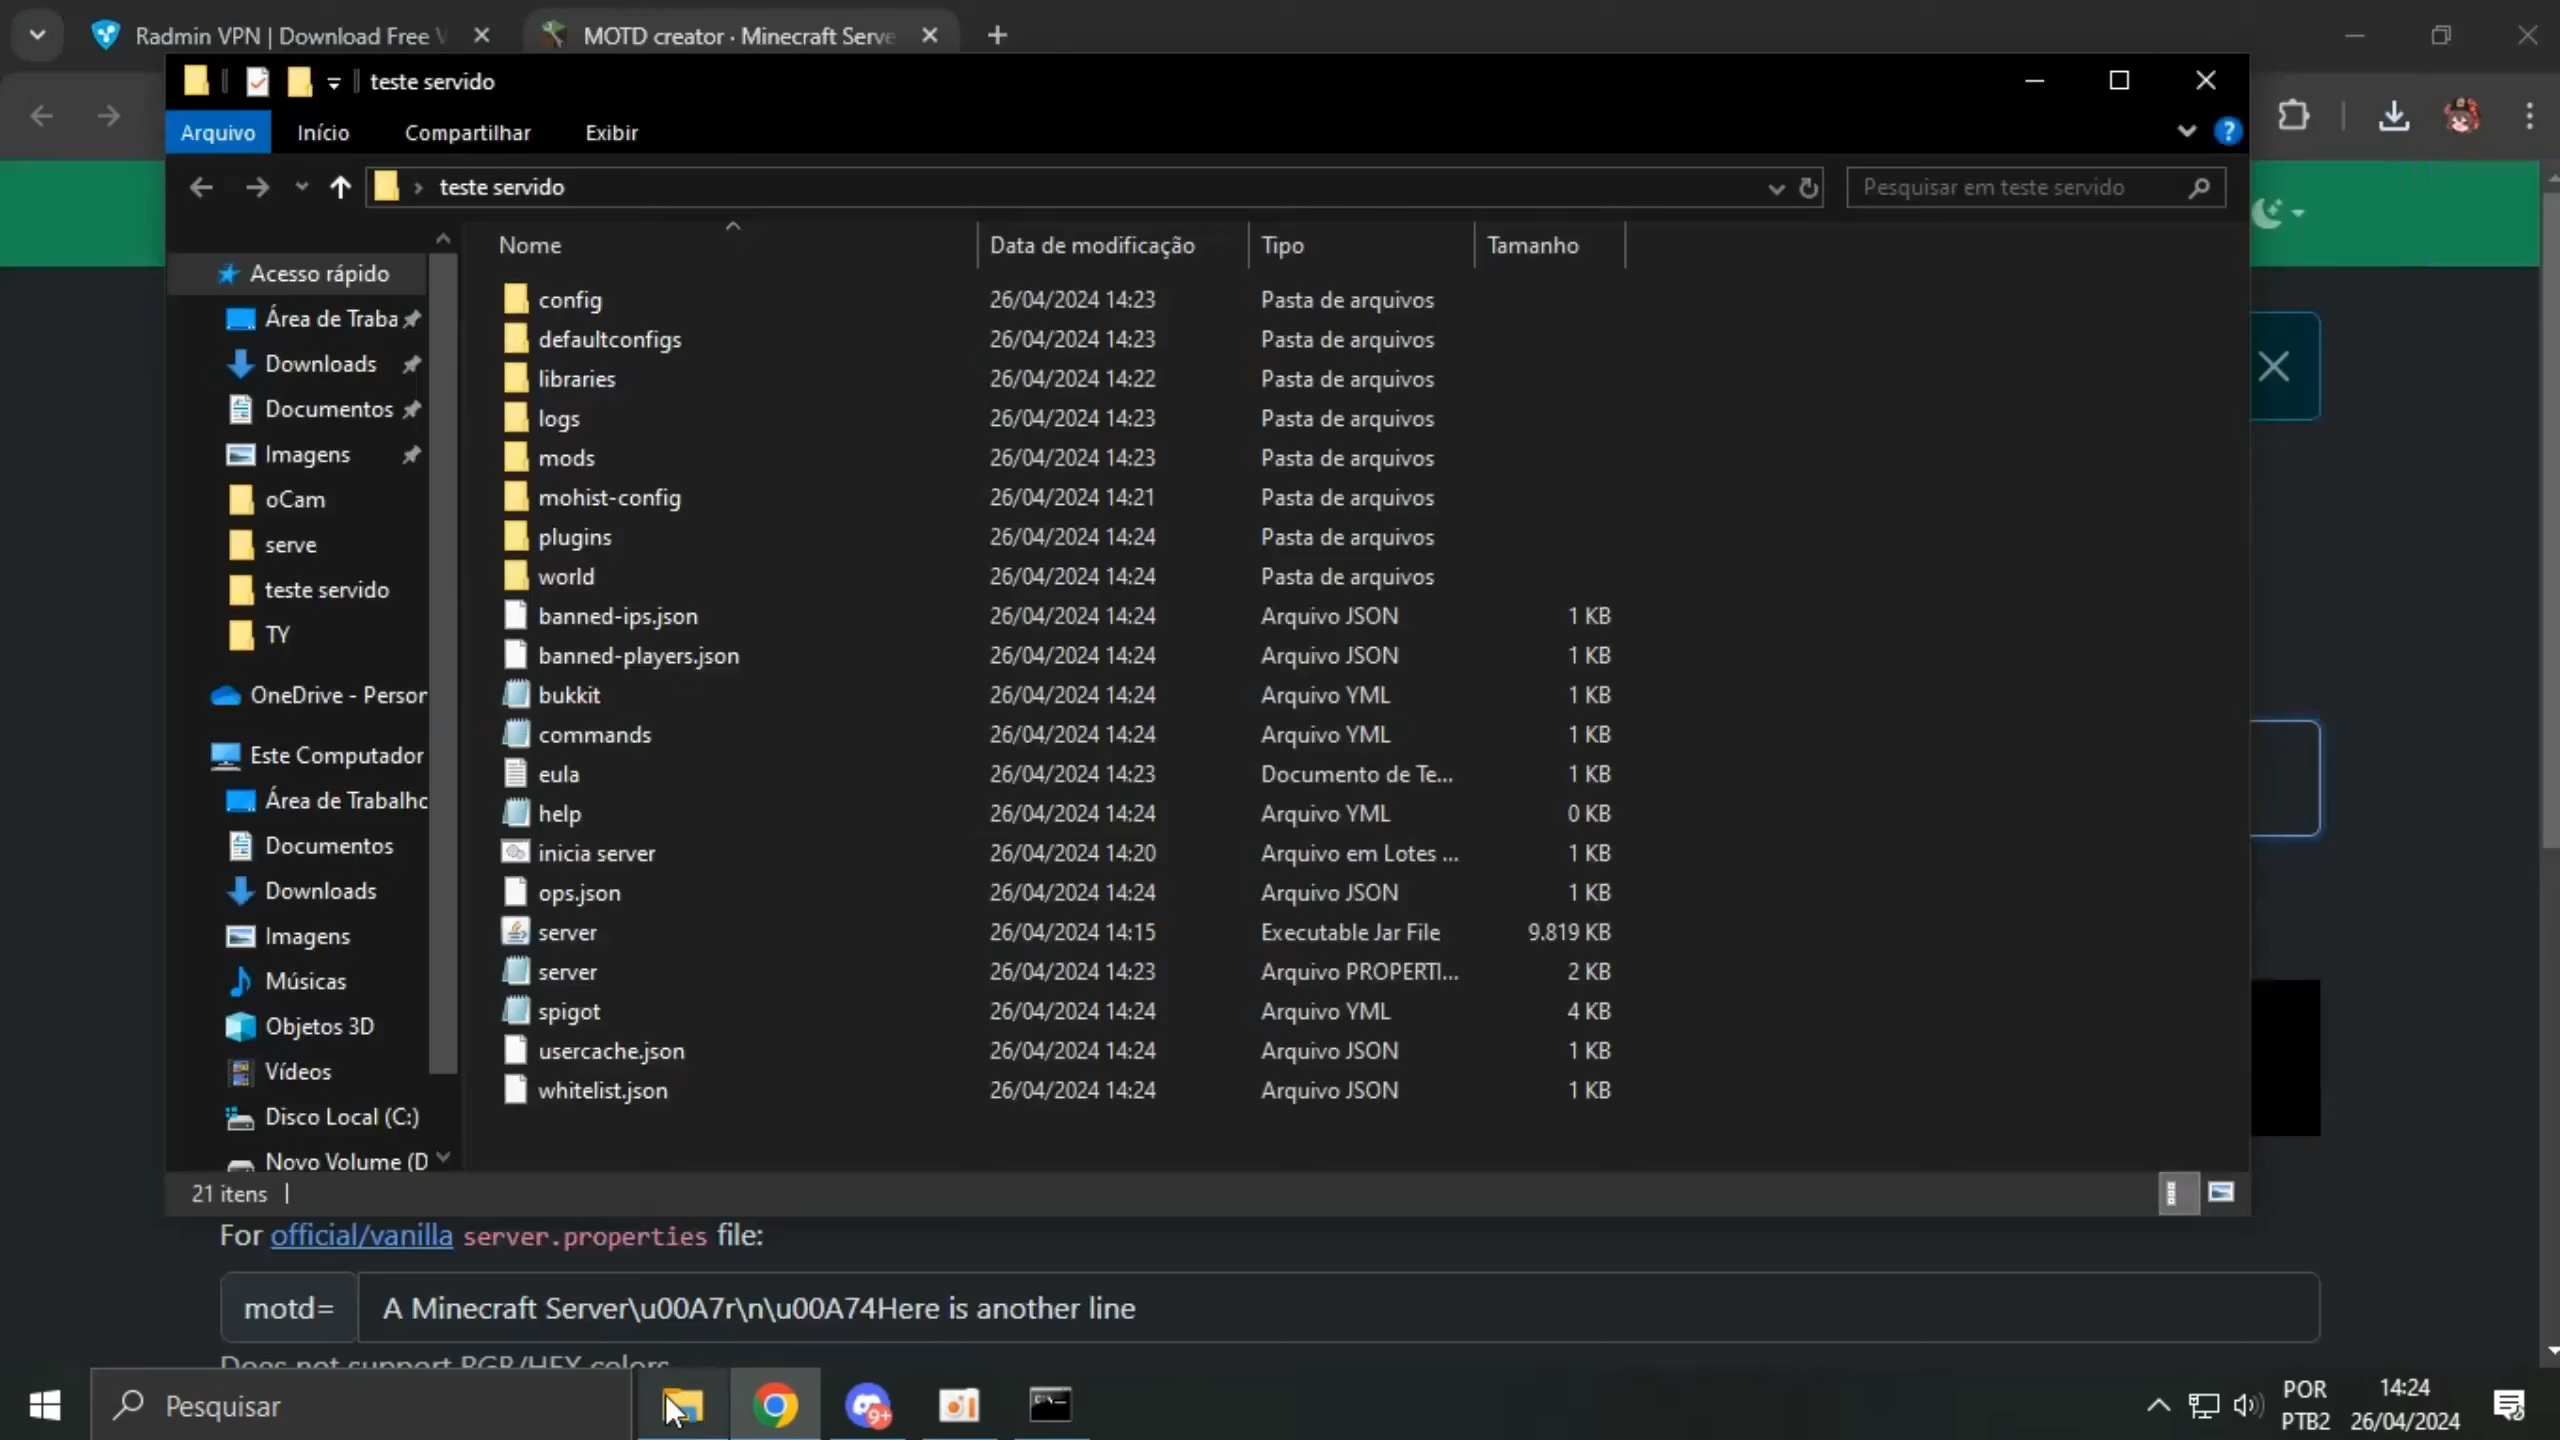 Radmin VPN | Download Free V
MOTD creator · Minecraft Serve
teste servido
Arquivo
Início
Compartilhar
Exibir
teste servido
Pesquisar em teste servido
Nome
Data de modificação
Tipo
Tamanho
Acesso rápido
Área de Traba
Downloads
Documentos
Imagens
oCam
serve
teste servido
TY
OneDrive - Person
Este Computador
Área de Trabalho
Documentos
Downloads
Imagens
Músicas
Objetos 3D
Vídeos
Disco Local (C:)
Novo Volume (D
config 26/04/2024 14:23 Pasta de arquivos
defaultconfigs 26/04/2024 14:23 Pasta de arquivos
libraries 26/04/2024 14:22 Pasta de arquivos
logs 26/04/2024 14:23 Pasta de arquivos
mods 26/04/2024 14:23 Pasta de arquivos
mohist-config 26/04/2024 14:21 Pasta de arquivos
plugins 26/04/2024 14:24 Pasta de arquivos
world 26/04/2024 14:24 Pasta de arquivos
banned-ips.json 26/04/2024 14:24 Arquivo JSON 1 KB
banned-players.json 26/04/2024 14:24 Arquivo JSON 1 KB
bukkit 26/04/2024 14:24 Arquivo YML 1 KB
commands 26/04/2024 14:24 Arquivo YML 1 KB
eula 26/04/2024 14:23 Documento de Te... 1 KB
help 26/04/2024 14:24 Arquivo YML 0 KB
inicia server 26/04/2024 14:20 Arquivo em Lotes ... 1 KB
ops.json 26/04/2024 14:24 Arquivo JSON 1 KB
server 26/04/2024 14:15 Executable Jar File 9.819 KB
server 26/04/2024 14:23 Arquivo PROPERTI... 2 KB
spigot 26/04/2024 14:24 Arquivo YML 4 KB
usercache.json 26/04/2024 14:24 Arquivo JSON 1 KB
whitelist.json 26/04/2024 14:24 Arquivo JSON 1 KB
21 itens
For official/vanilla server.properties file:
motd= A Minecraft Server\u00A7r\n\u00A74Here is another line
Does not support RGB/HEX colors
Pesquisar
9+
POR
PTB2
14:24
26/04/2024